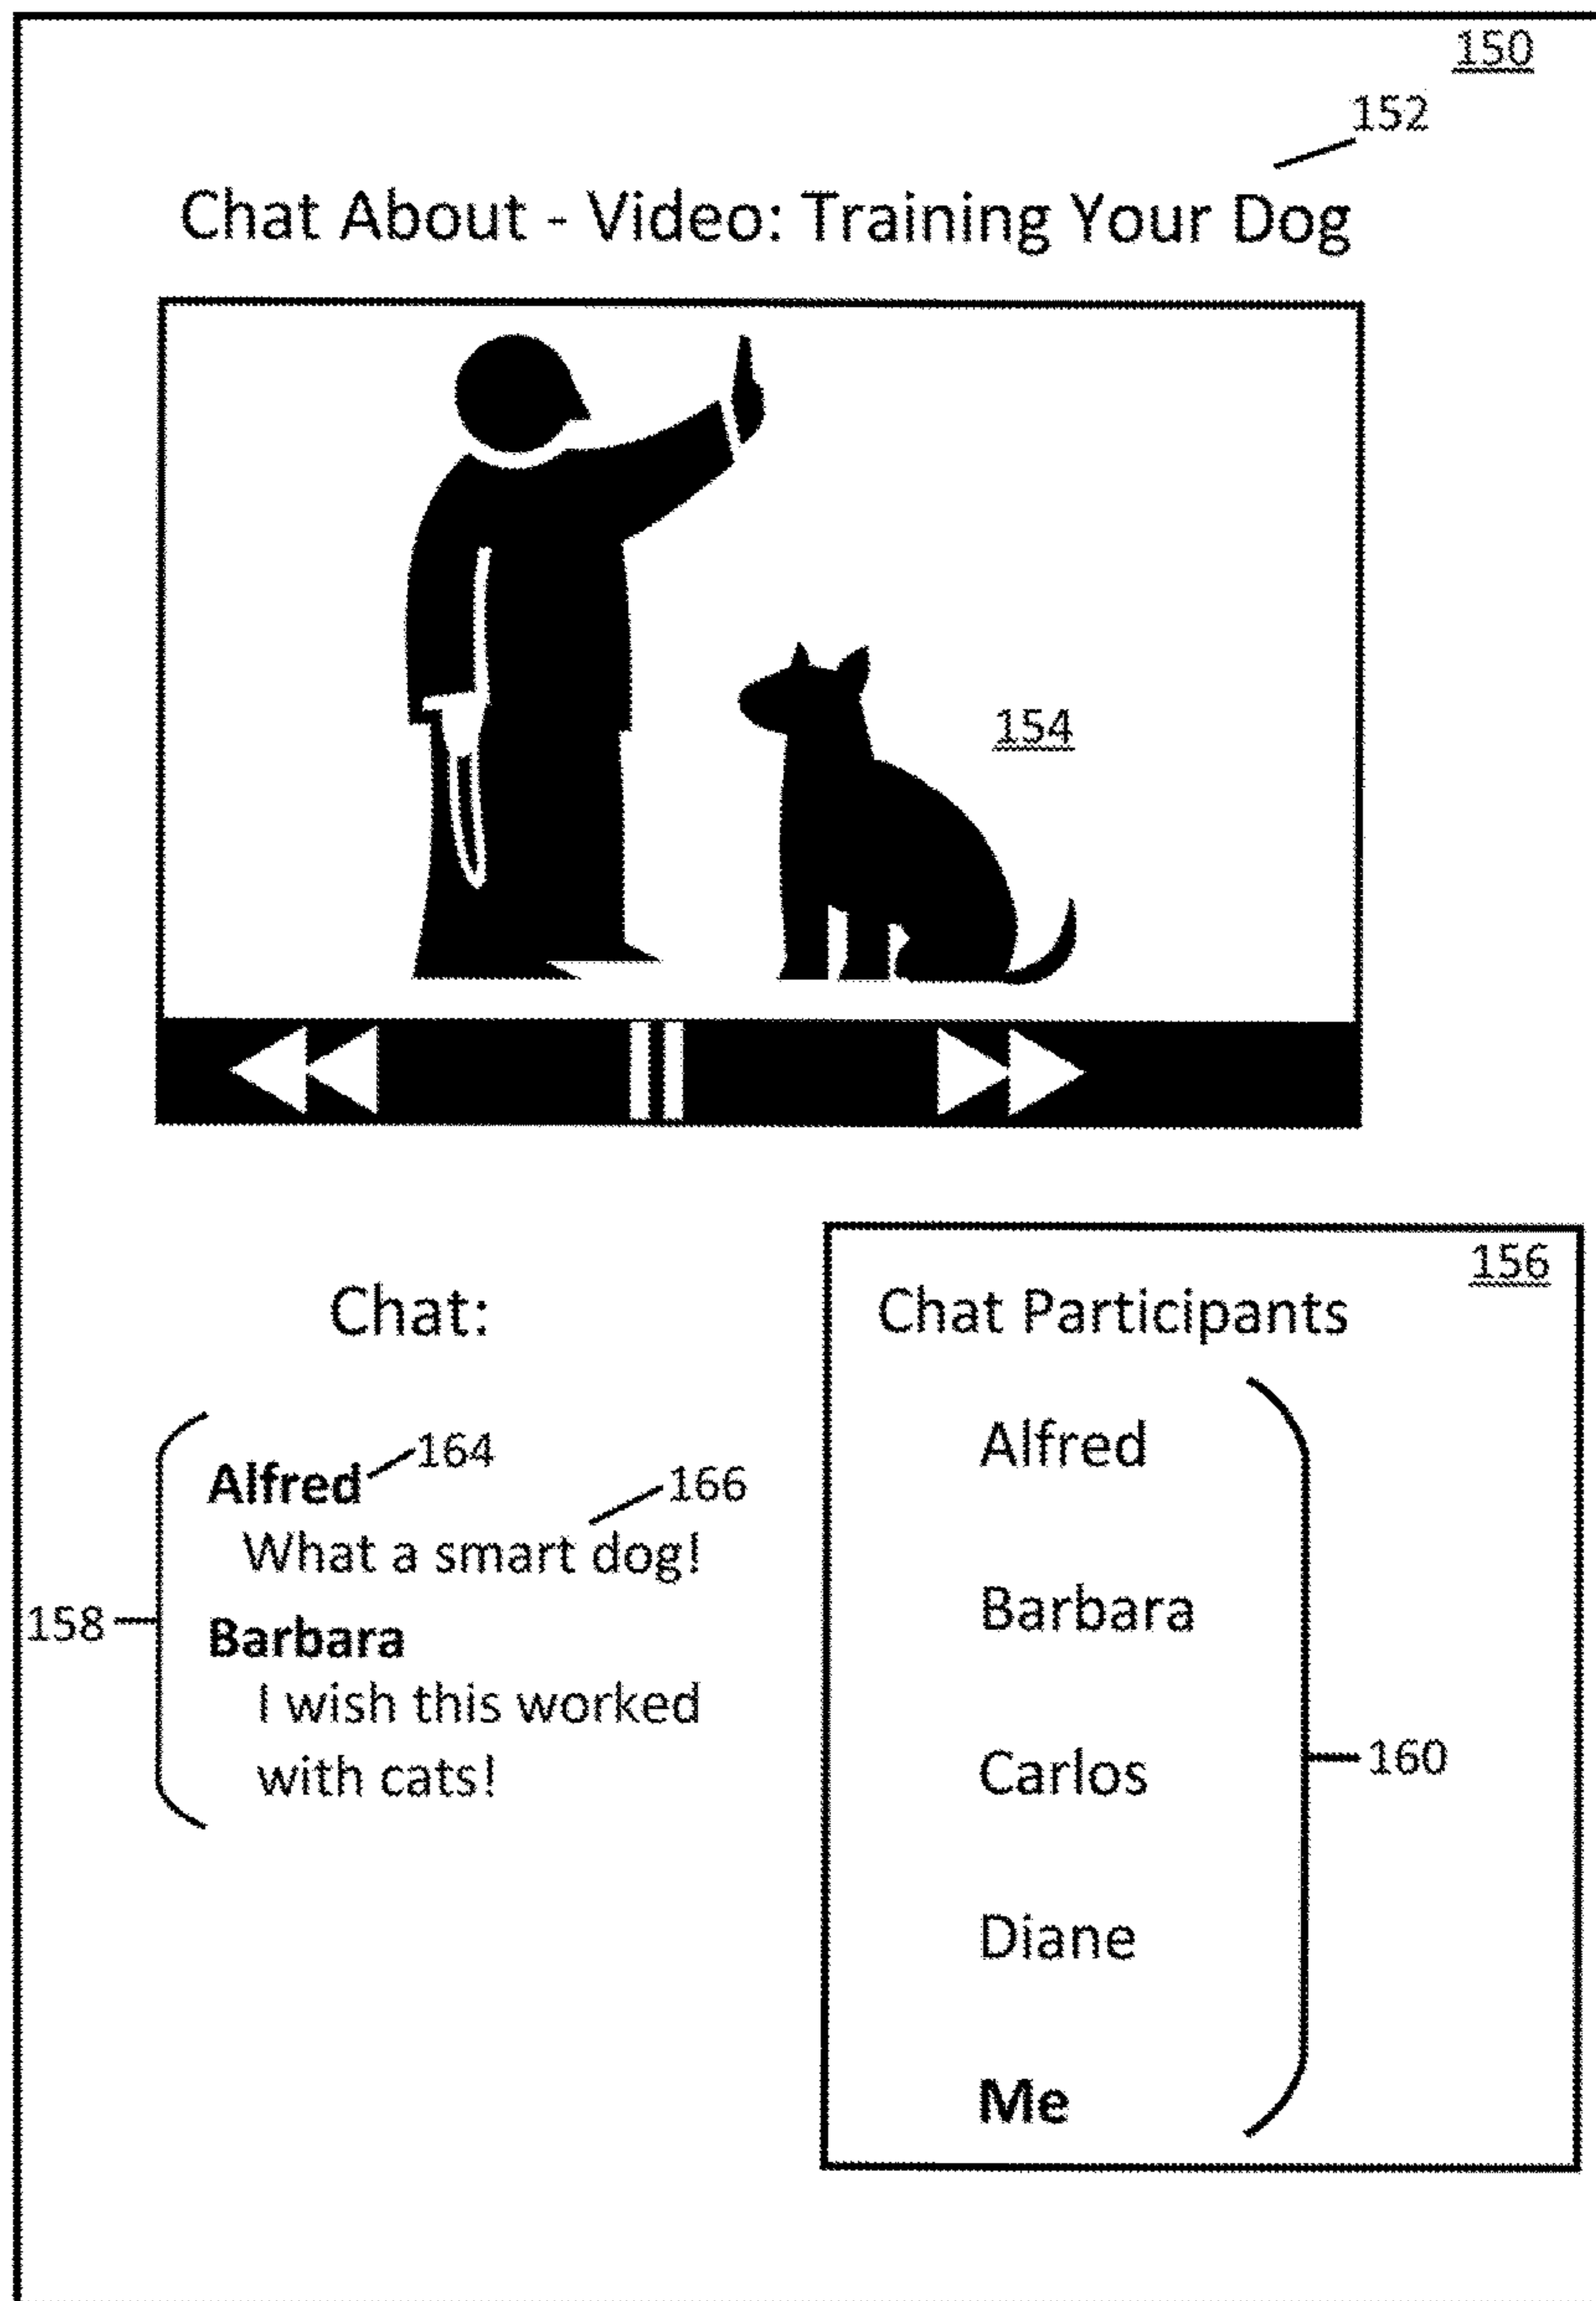 150
152
Chat About - Video: Training Your Dog
154
Chat:
Alfred 164
166
What a smart dog!
158
Barbara
I wish this worked
with cats!
156
Chat Participants
Alfred
Barbara
Carlos
160
Diane
Me